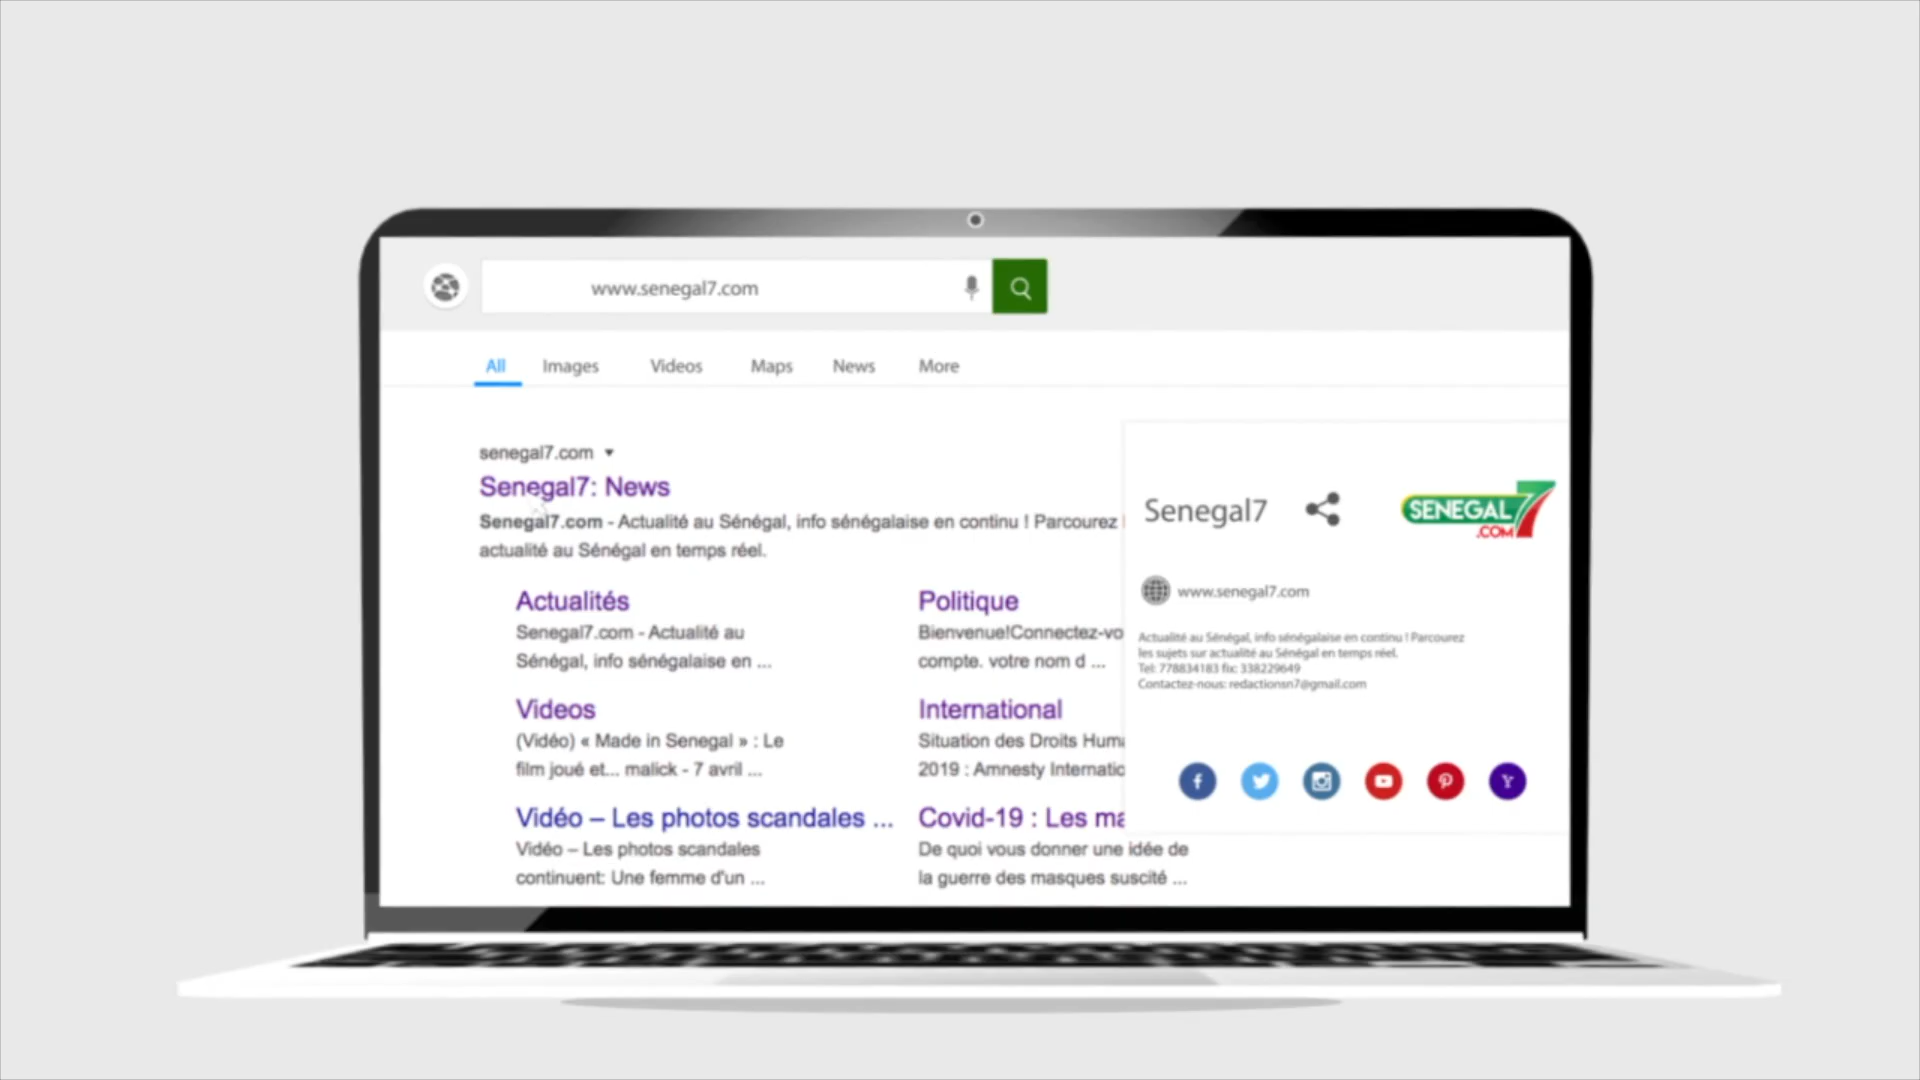 www.senegal7.com
All Images Videos Maps News More
senegal7.com
Senegal7: News
Senegal7.com - Actualité au Sénégal, info sénégalaise en continu ! Parcourez
actualité au Sénégal en temps réel.
Actualités
Senegal7.com - Actualité au
Sénégal, info sénégalaise en ...
Politique
Bienvenue!Connectez-vo
compte. votre nom d ...
Videos
(Vidéo) « Made in Senegal » : Le
film joué et... malick - 7 avril ...
International
Situation des Droits Hum
2019 : Amnesty Internatio
Vidéo – Les photos scandales ...
Vidéo – Les photos scandales
continuent: Une femme d'un ...
Covid-19 : Les ma
De quoi vous donner une idée de
la guerre des masques suscité ...
Senegal7
SENEGAL7
.COM
www.senegal7.com
Actualité au Sénégal, info sénégalaise en continu ! Parcourez
les sujets sur actualité au Sénégal en temps réel.
Tel: 778834183 fix: 338229649
Contactez-nous: redactionsn7@gmail.com